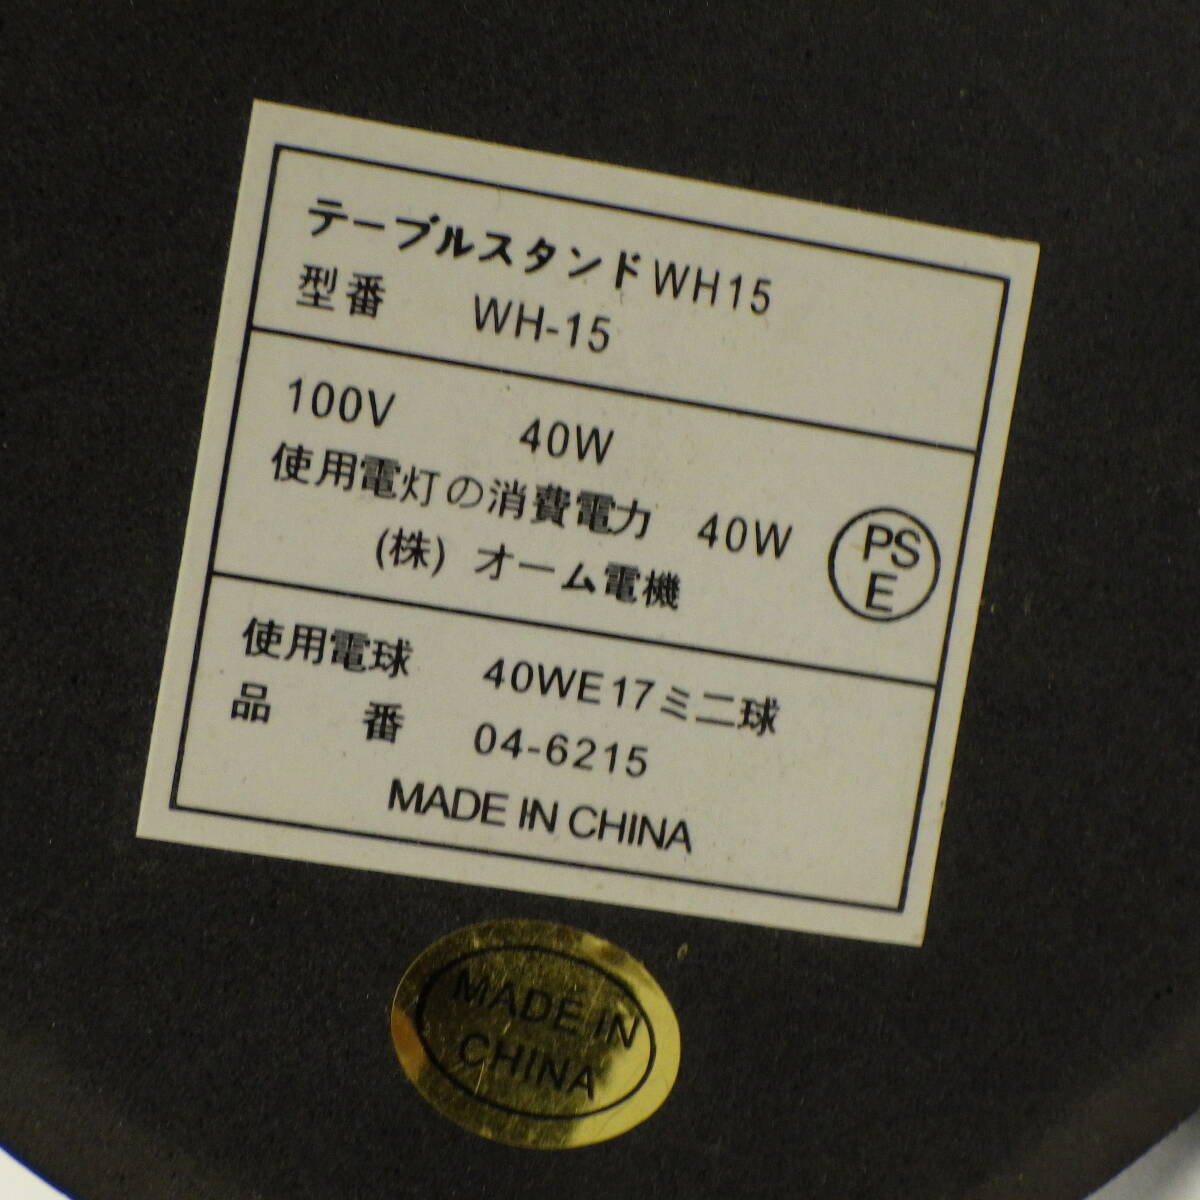 テーブルスタンドWH15
型番 WH-15
100V 40W
使用電灯の消費電力 40W
(株) オーム電機
PS
E
使用電球 40WE17ミニ球
品 番 04-6215
MADE IN CHINA
MADE IN
CHINA